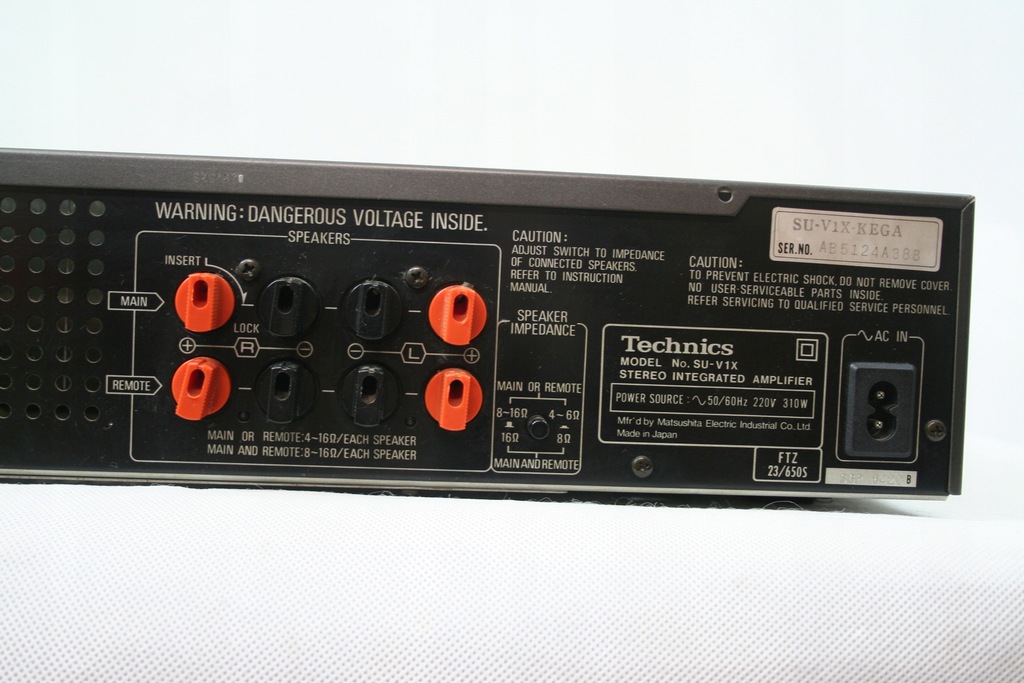 WARNING: DANGEROUS VOLTAGE INSIDE.
SPEAKERS
INSERT
MAIN
LOCK
+ R − − L +
REMOTE
MAIN OR REMOTE:4~16Ω/EACH SPEAKER
MAIN AND REMOTE:8~16Ω/EACH SPEAKER
CAUTION:
ADJUST SWITCH TO IMPEDANCE
OF CONNECTED SPEAKERS.
REFER TO INSTRUCTION
MANUAL.
SPEAKER
IMPEDANCE
MAIN OR REMOTE
8~16Ω 4~6Ω
16Ω 8Ω
MAIN AND REMOTE
SU-V1X-KEGA
SER.NO. AB5124A388
CAUTION:
TO PREVENT ELECTRIC SHOCK, DO NOT REMOVE COVER.
NO USER-SERVICEABLE PARTS INSIDE.
REFER SERVICING TO QUALIFIED SERVICE PERSONNEL.
Technics
MODEL No. SU-V1X
STEREO INTEGRATED AMPLIFIER
POWER SOURCE : ∿ 50/60Hz 220V 310W
Mfr'd by Matsushita Electric Industrial Co., Ltd.
Made in Japan
∿ AC IN
FTZ
23/650S
B